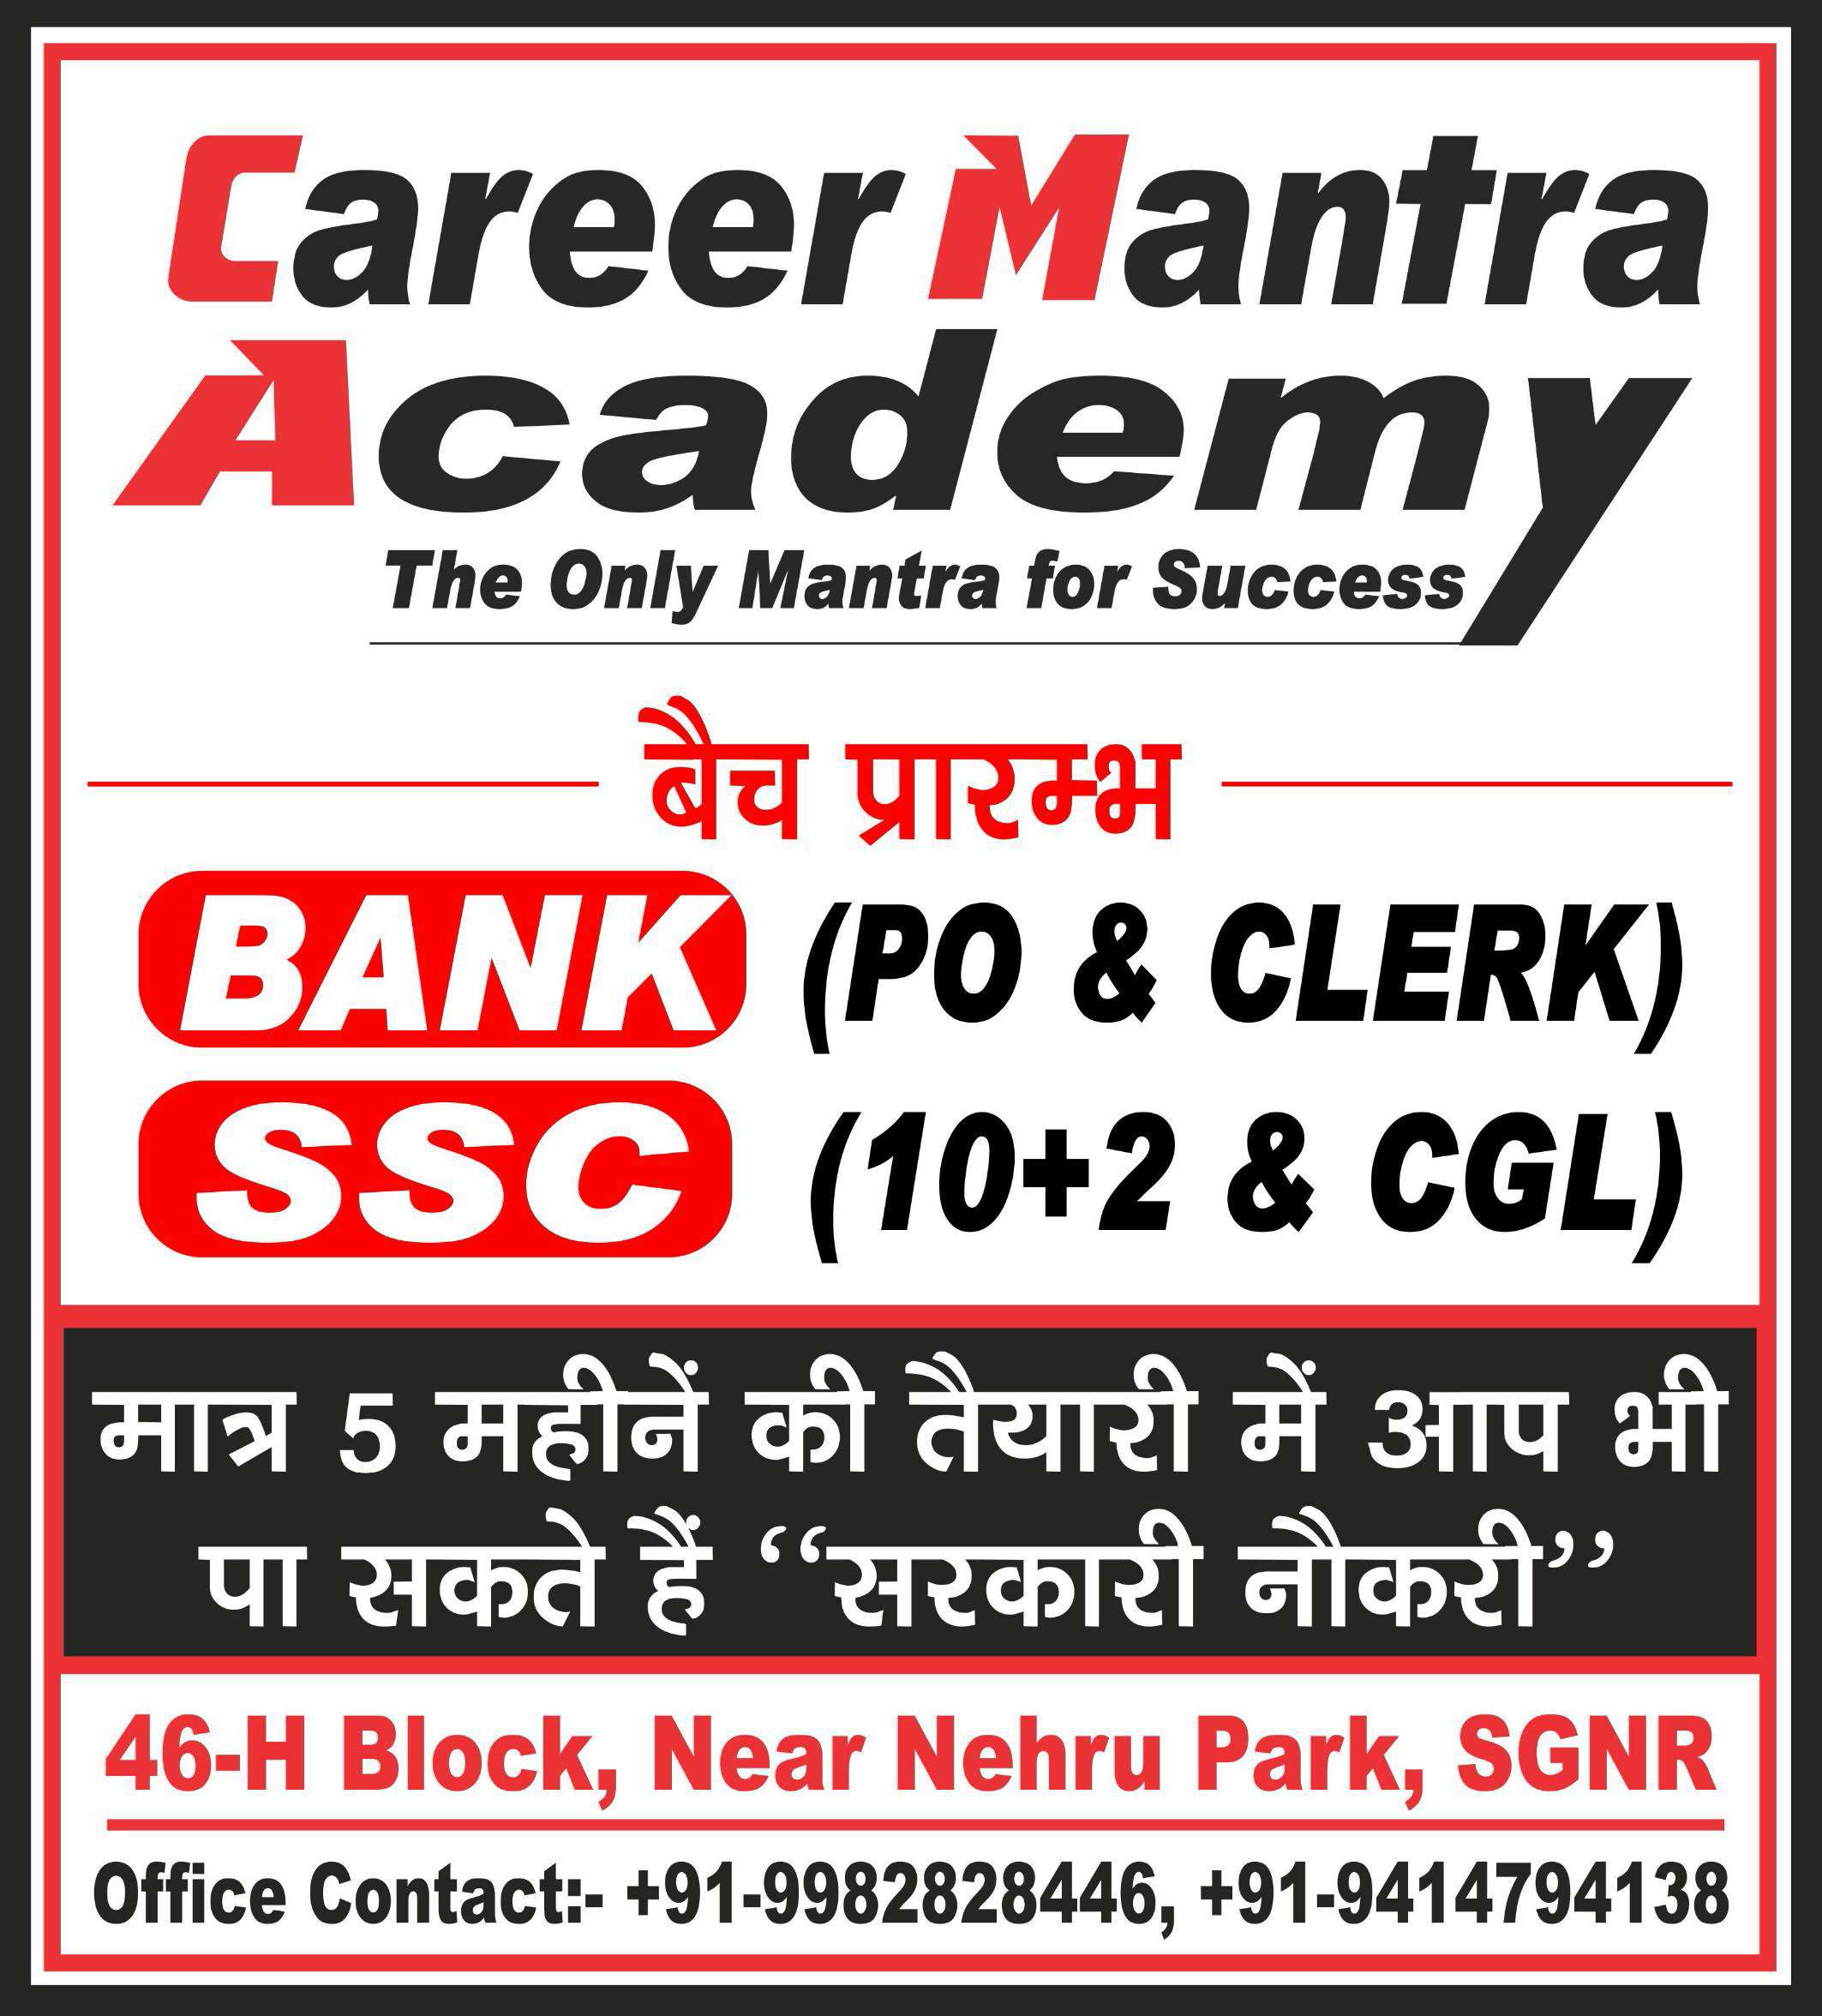 Career Mantra
Academy
The Only Mantra for Success
बैच प्रारम्भ
BANK (PO & CLERK)
SSC (10+2 & CGL)
मात्र 5 महीनें की तैयारी में आप भी
पा सकते हैं “सरकारी नौकरी”
46-H Block, Near Nehru Park, SGNR
Office Contact:- +91-9982828446, +91-9414794138